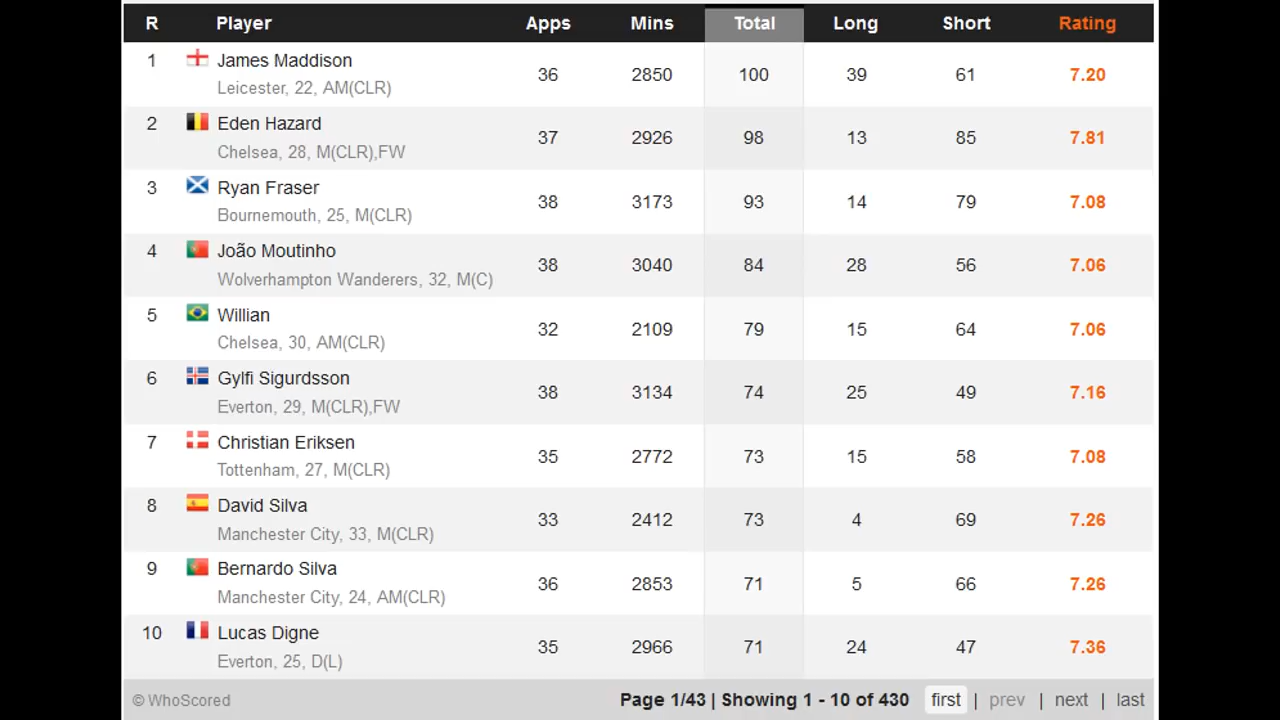 R Player Apps Mins Total Long Short Rating
1 James Maddison 36 2850 100 39 61 7.20
Leicester, 22, AM(CLR)
2 Eden Hazard 37 2926 98 13 85 7.81
Chelsea, 28, M(CLR),FW
3 Ryan Fraser 38 3173 93 14 79 7.08
Bournemouth, 25, M(CLR)
4 João Moutinho 38 3040 84 28 56 7.06
Wolverhampton Wanderers, 32, M(C)
5 Willian 32 2109 79 15 64 7.06
Chelsea, 30, AM(CLR)
6 Gylfi Sigurdsson 38 3134 74 25 49 7.16
Everton, 29, M(CLR),FW
7 Christian Eriksen 35 2772 73 15 58 7.08
Tottenham, 27, M(CLR)
8 David Silva 33 2412 73 4 69 7.26
Manchester City, 33, M(CLR)
9 Bernardo Silva 36 2853 71 5 66 7.26
Manchester City, 24, AM(CLR)
10 Lucas Digne 35 2966 71 24 47 7.36
Everton, 25, D(L)
© WhoScored Page 1/43 | Showing 1 - 10 of 430 first | prev | next | last